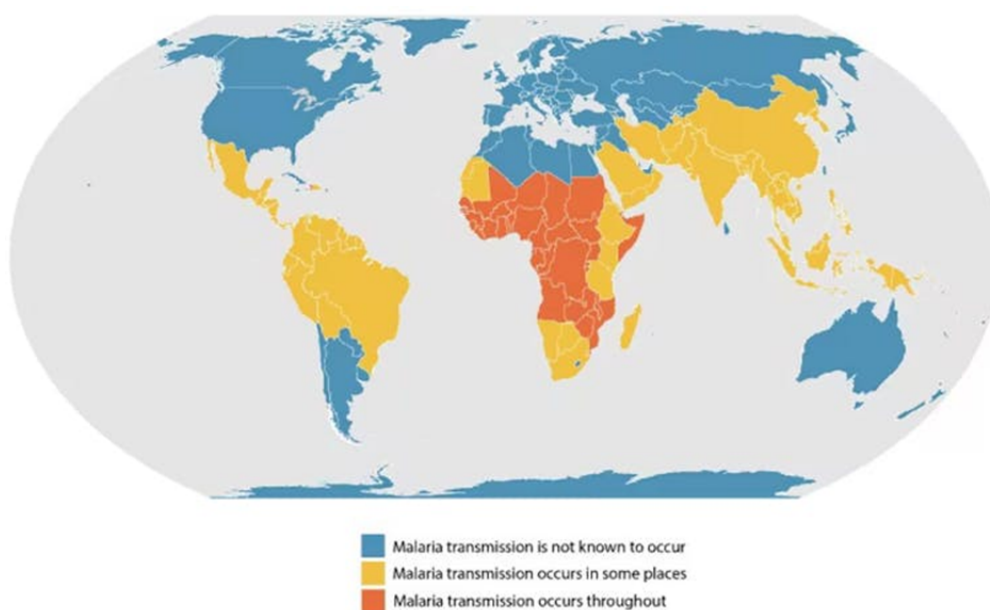 Malaria transmission is not known to occur
Malaria transmission occurs in some places
Malaria transmission occurs throughout